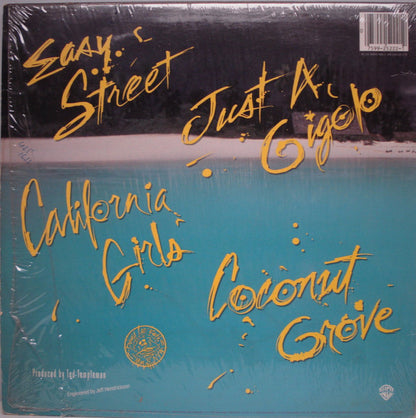 Easy
Street
Just A
Gigolo
California
Girls
Coconut
Grove
Produced by Ted Templeman
Engineered by Jeff Hendrickson